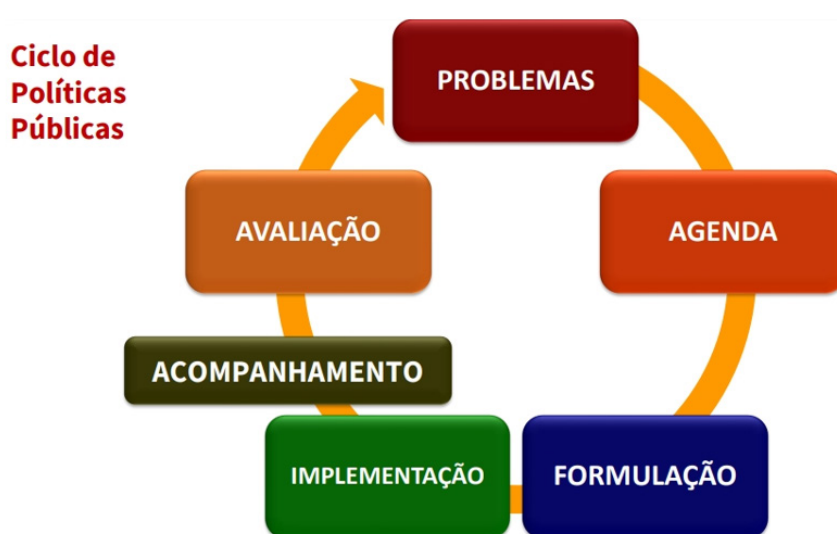 Ciclo de
Políticas
Públicas
PROBLEMAS
AGENDA
FORMULAÇÃO
IMPLEMENTAÇÃO
ACOMPANHAMENTO
AVALIAÇÃO